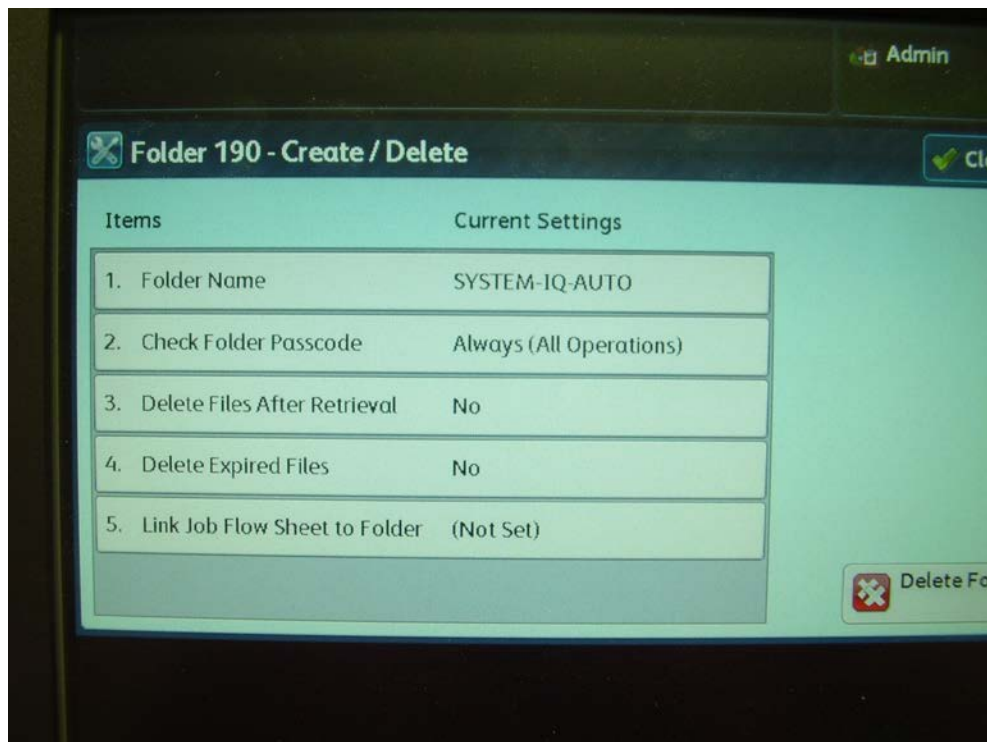 Admin
Folder 190 - Create / Delete
Items Current Settings
1. Folder Name SYSTEM-IQ-AUTO
2. Check Folder Passcode Always (All Operations)
3. Delete Files After Retrieval No
4. Delete Expired Files No
5. Link Job Flow Sheet to Folder (Not Set)
Delete